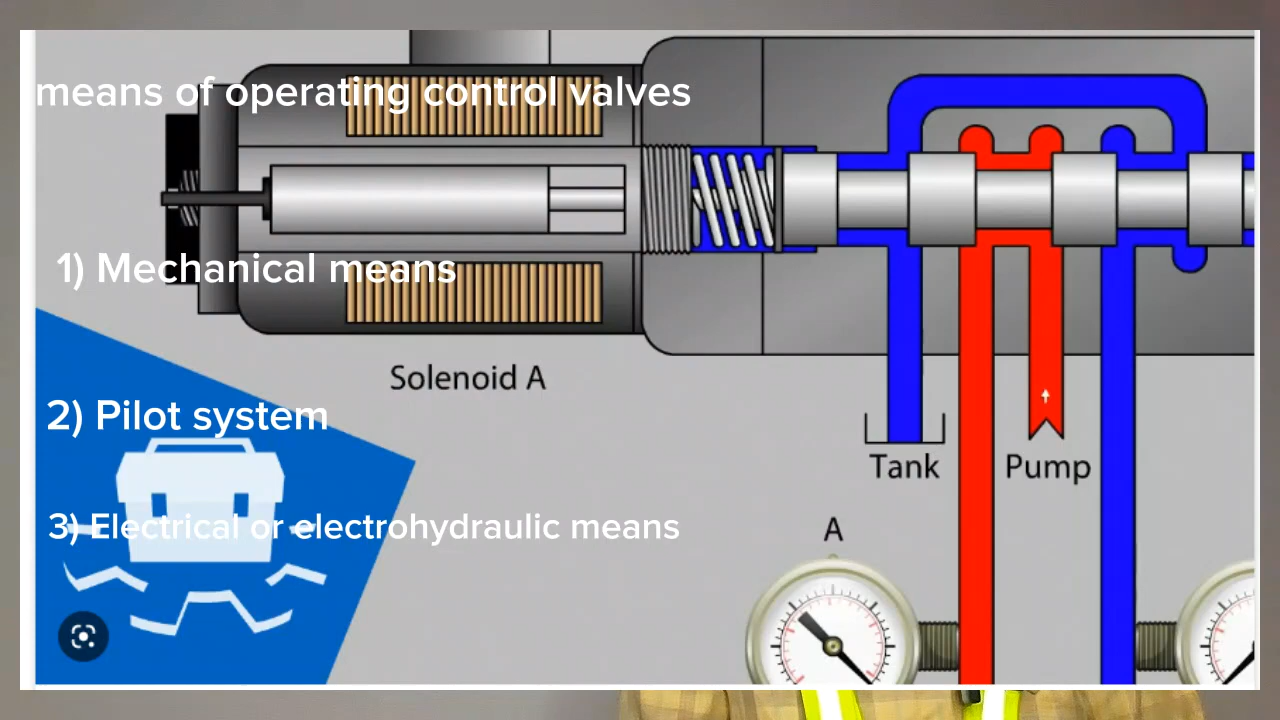 means of operating control valves
1) Mechanical means
Solenoid A
2) Pilot system
Tank
Pump
3) Electrical or electrohydraulic means
A